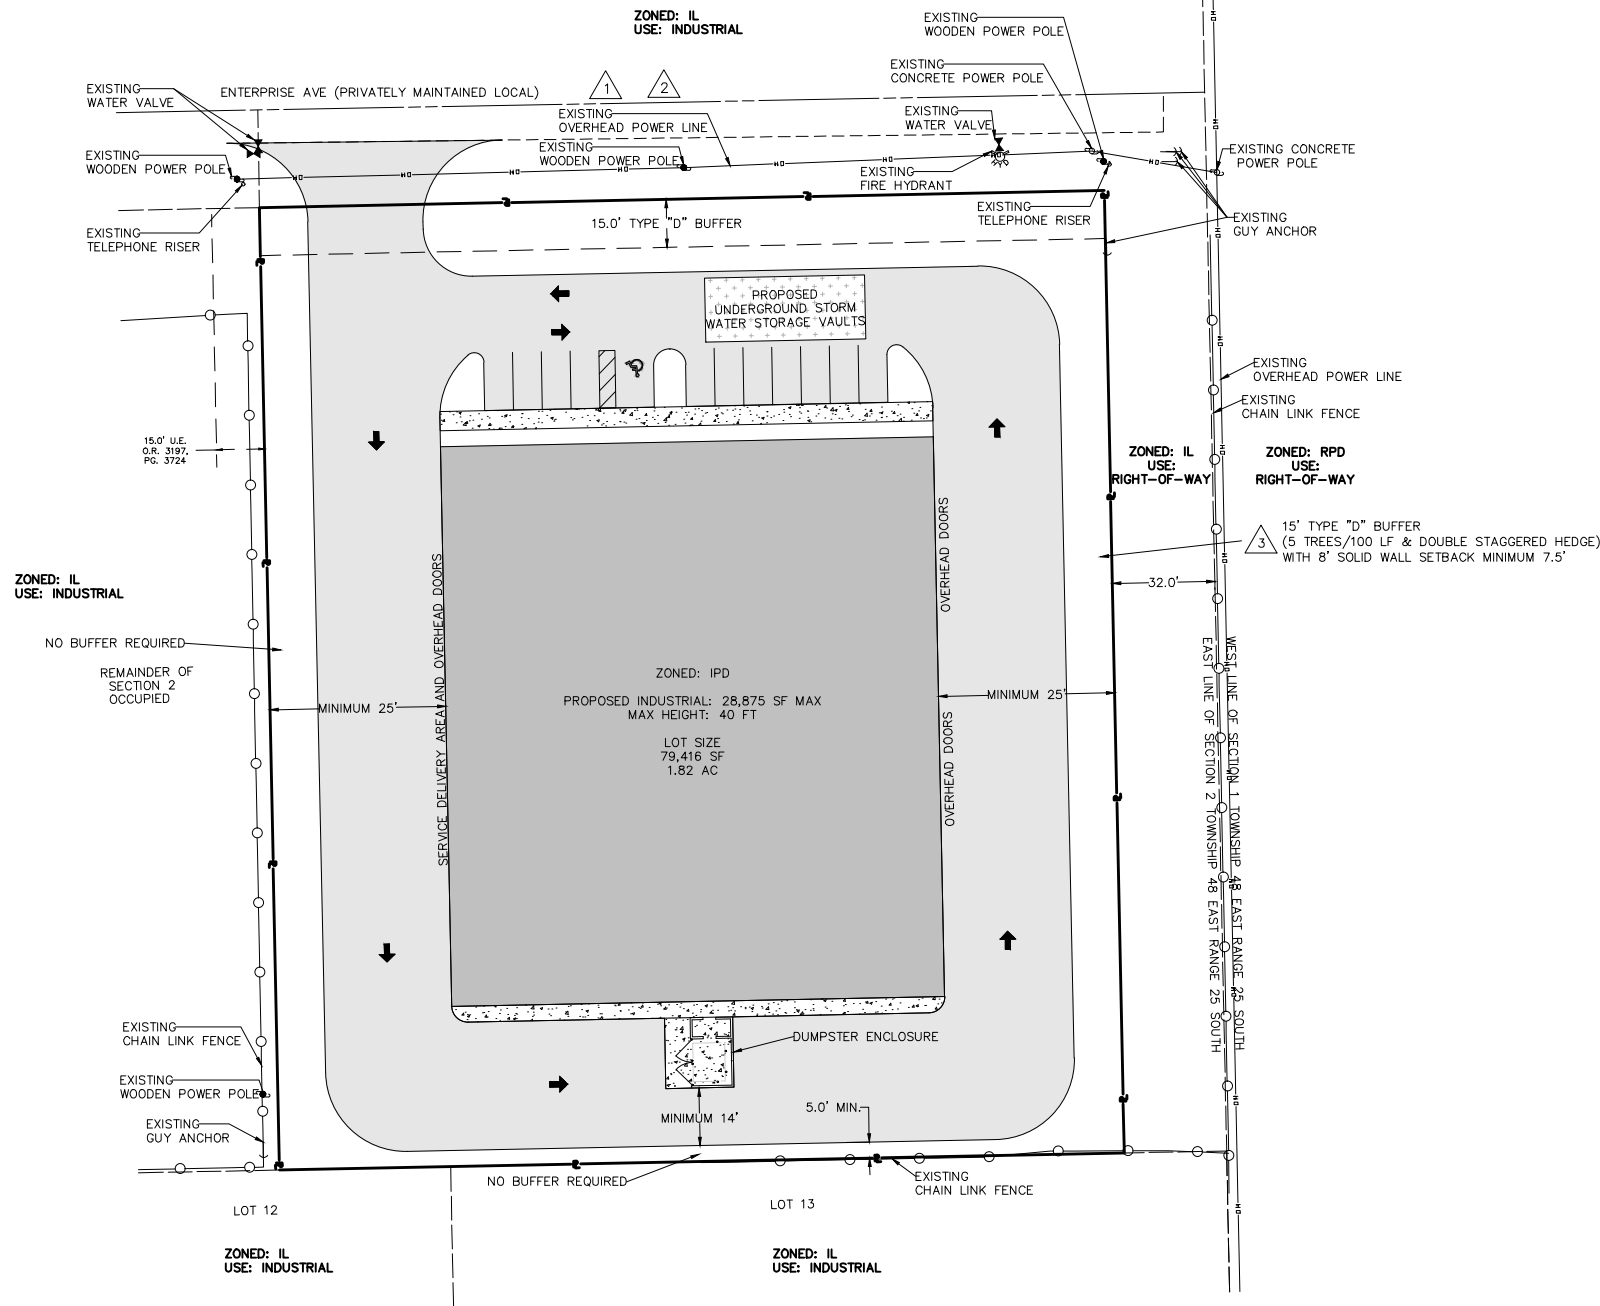 ZONED: IL
USE: INDUSTRIAL
EXISTING
WOODEN POWER POLE
EXISTING
CONCRETE POWER POLE
EXISTING
WATER VALVE
ENTERPRISE AVE (PRIVATELY MAINTAINED LOCAL)
1
2
EXISTING
OVERHEAD POWER LINE
EXISTING
WATER VALVE
EXISTING
WOODEN POWER POLE
EXISTING
WOODEN POWER POLE
EXISTING
FIRE HYDRANT
EXISTING CONCRETE
POWER POLE
EXISTING
TELEPHONE RISER
EXISTING
GUY ANCHOR
EXISTING
TELEPHONE RISER
15.0' TYPE "D" BUFFER
PROPOSED
UNDERGROUND STORM
WATER STORAGE VAULTS
EXISTING
OVERHEAD POWER LINE
EXISTING
CHAIN LINK FENCE
15.0' U.E.
O.R. 3197,
PG. 3724
ZONED: IL
USE:
RIGHT-OF-WAY
ZONED: RPD
USE:
RIGHT-OF-WAY
3
15' TYPE "D" BUFFER
(5 TREES/100 LF & DOUBLE STAGGERED HEDGE)
WITH 8' SOLID WALL SETBACK MINIMUM 7.5'
32.0'
ZONED: IL
USE: INDUSTRIAL
NO BUFFER REQUIRED
REMAINDER OF
SECTION 2
OCCUPIED
MINIMUM 25'
SERVICE DELIVERY AREA AND OVERHEAD DOORS
OVERHEAD DOORS
OVERHEAD DOORS
ZONED: IPD
PROPOSED INDUSTRIAL: 28,875 SF MAX
MAX HEIGHT: 40 FT
LOT SIZE
79,416 SF
1.82 AC
MINIMUM 25'
EAST LINE OF SECTION 2 TOWNSHIP 48 EAST RANGE 25 SOUTH
WEST LINE OF SECTION 1 TOWNSHIP 48 EAST RANGE 25 SOUTH
EXISTING
CHAIN LINK FENCE
EXISTING
WOODEN POWER POLE
EXISTING
GUY ANCHOR
DUMPSTER ENCLOSURE
MINIMUM 14'
5.0' MIN.
NO BUFFER REQUIRED
EXISTING
CHAIN LINK FENCE
LOT 12
LOT 13
ZONED: IL
USE: INDUSTRIAL
ZONED: IL
USE: INDUSTRIAL